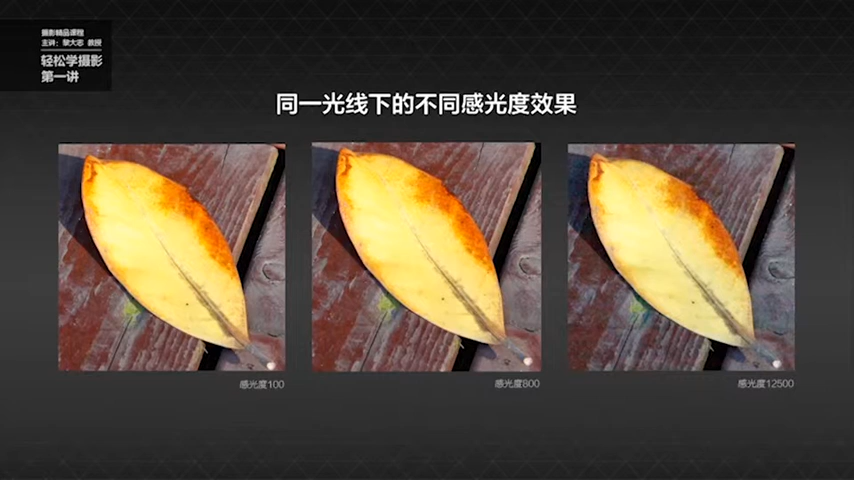 摄影精品课程
主讲：黎大志 教授
轻松学摄影
第一讲
同一光线下的不同感光度效果
感光度100
感光度800
感光度12500